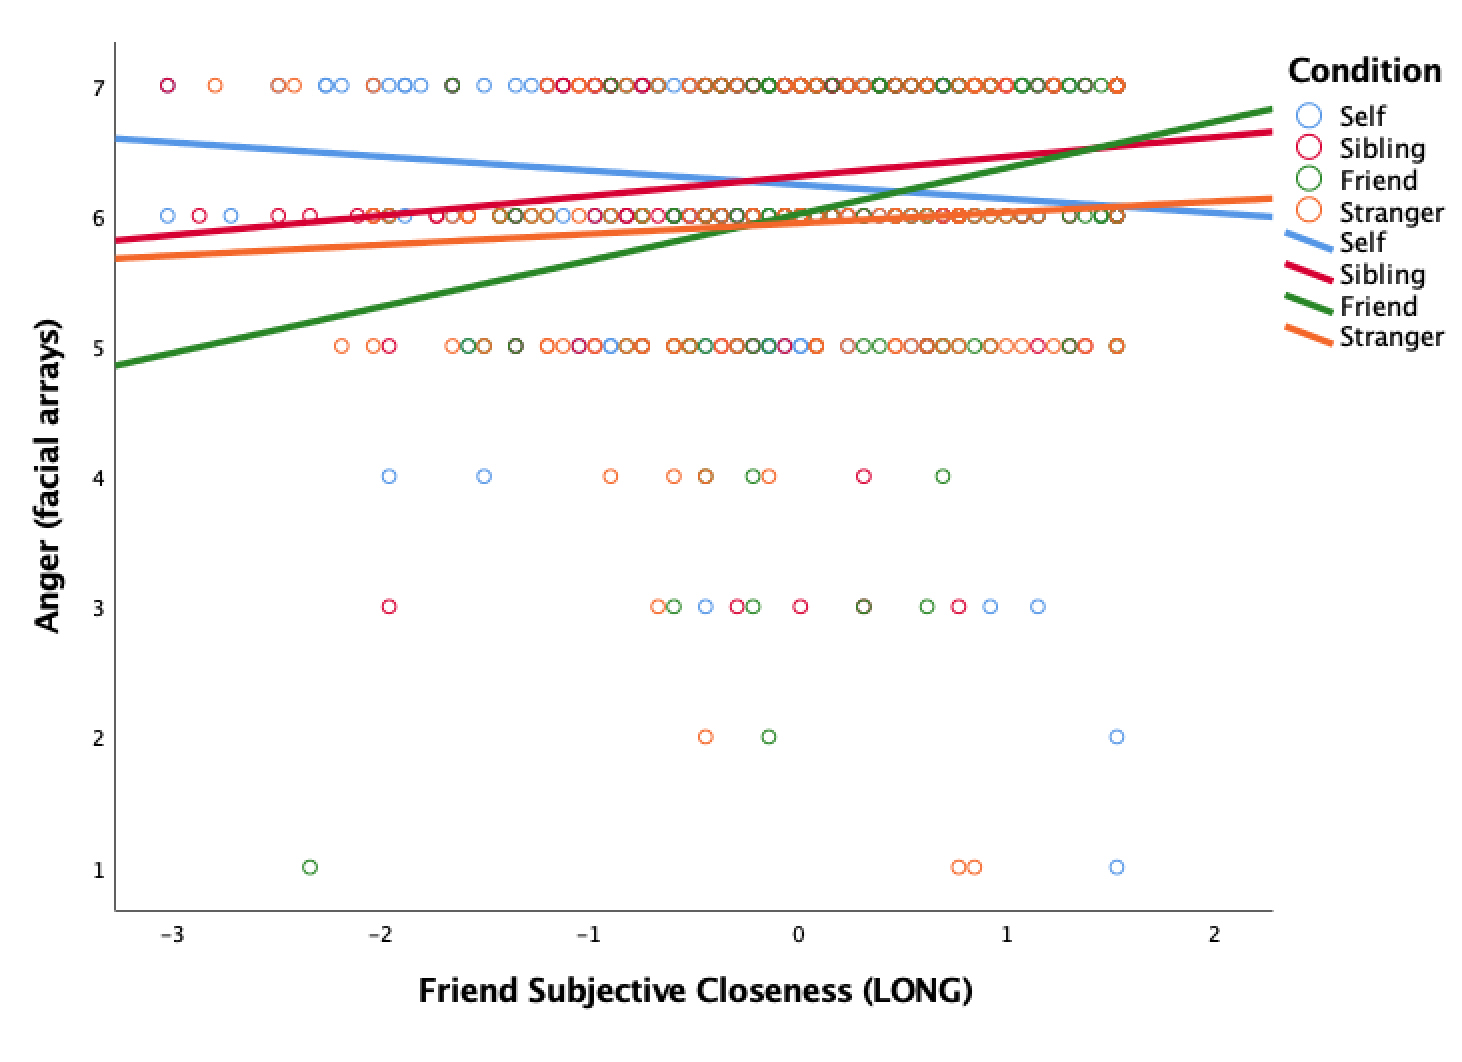 Condition
Self
Sibling
Friend
Stranger
Self
Sibling
Friend
Stranger
Anger (facial arrays)
7
6
5
4
3
2
1
−3 −2 −1 0 1 2
Friend Subjective Closeness (LONG)